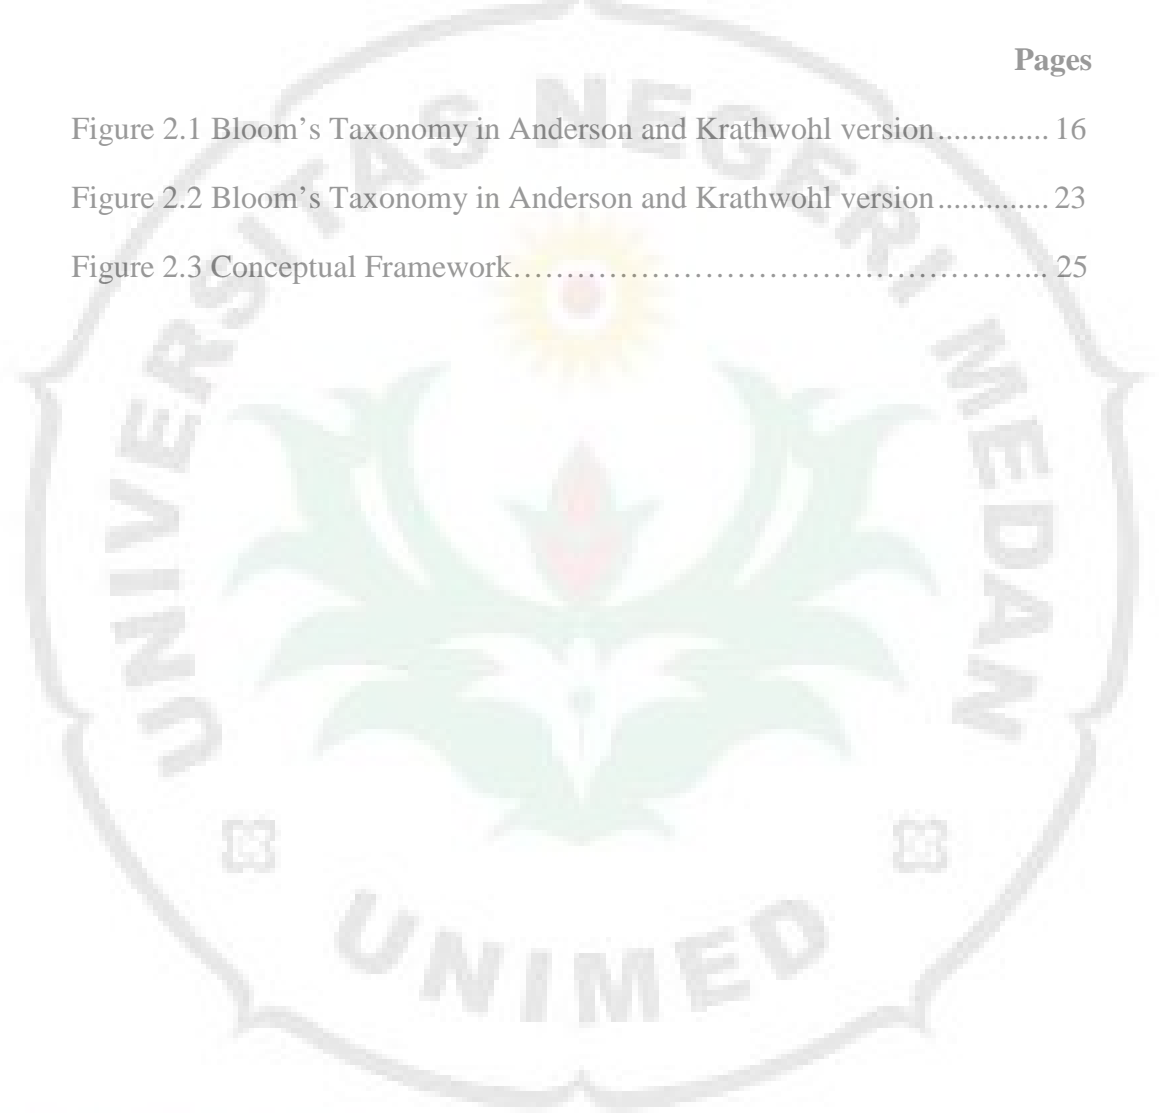 Pages
Figure 2.1 Bloom’s Taxonomy in Anderson and Krathwohl version.............. 16
Figure 2.2 Bloom’s Taxonomy in Anderson and Krathwohl version.............. 23
Figure 2.3 Conceptual Framework…………………………………………….. 25
UNIVERSITAS NEGERI MEDAN
UNIMED